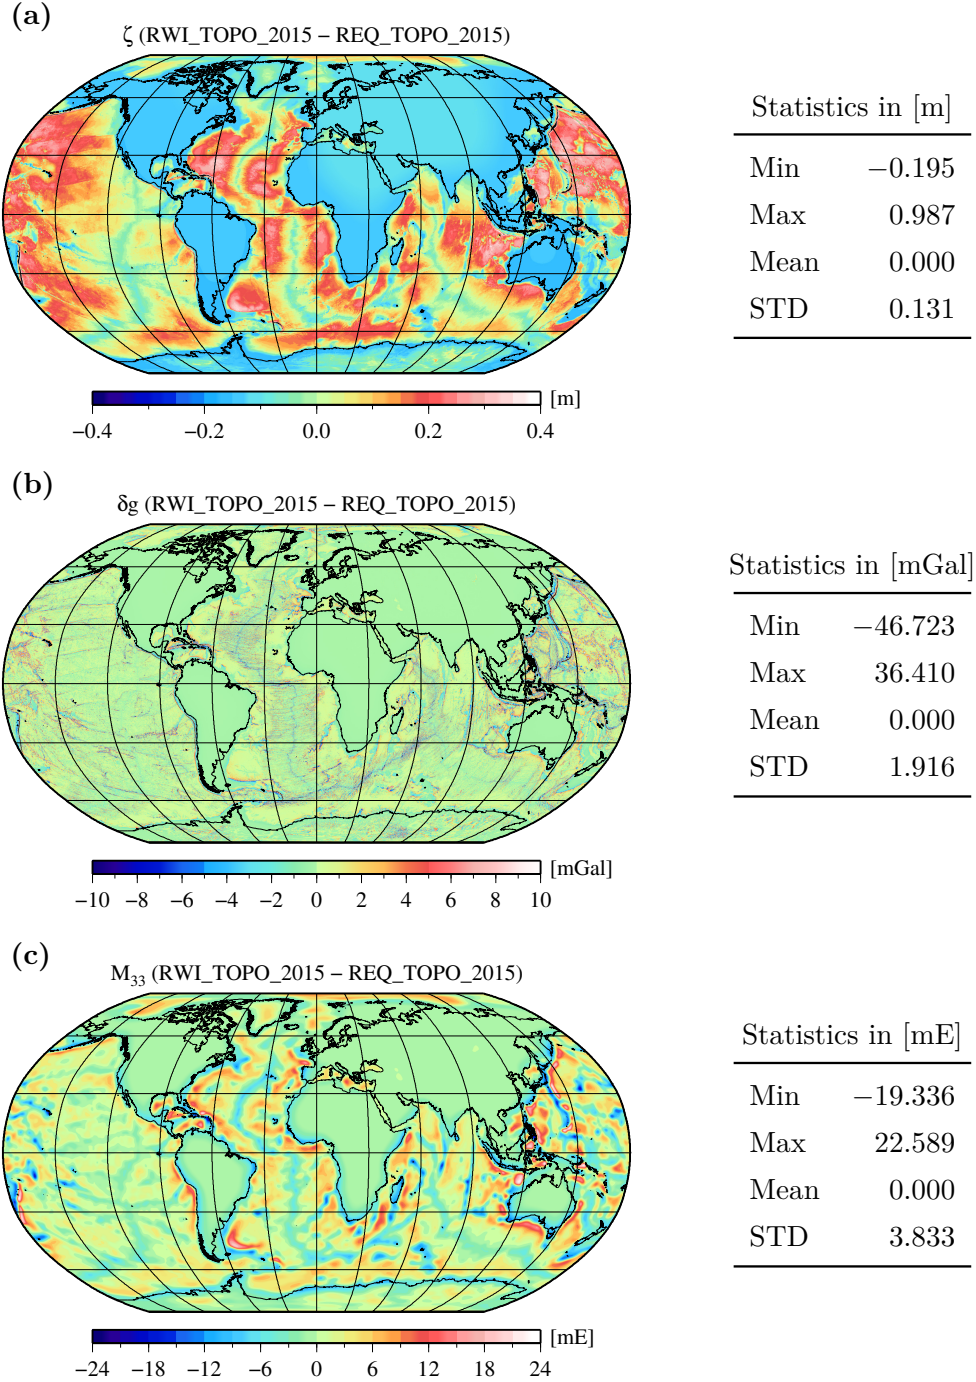 (a)
ζ (RWI_TOPO_2015 − REQ_TOPO_2015)
[m]
−0.4 −0.2 0.0 0.2 0.4
Statistics in [m]
Min −0.195
Max 0.987
Mean 0.000
STD 0.131
(b)
δg (RWI_TOPO_2015 − REQ_TOPO_2015)
[mGal]
−10 −8 −6 −4 −2 0 2 4 6 8 10
Statistics in [mGal]
Min −46.723
Max 36.410
Mean 0.000
STD 1.916
(c)
M33 (RWI_TOPO_2015 − REQ_TOPO_2015)
[mE]
−24 −18 −12 −6 0 6 12 18 24
Statistics in [mE]
Min −19.336
Max 22.589
Mean 0.000
STD 3.833